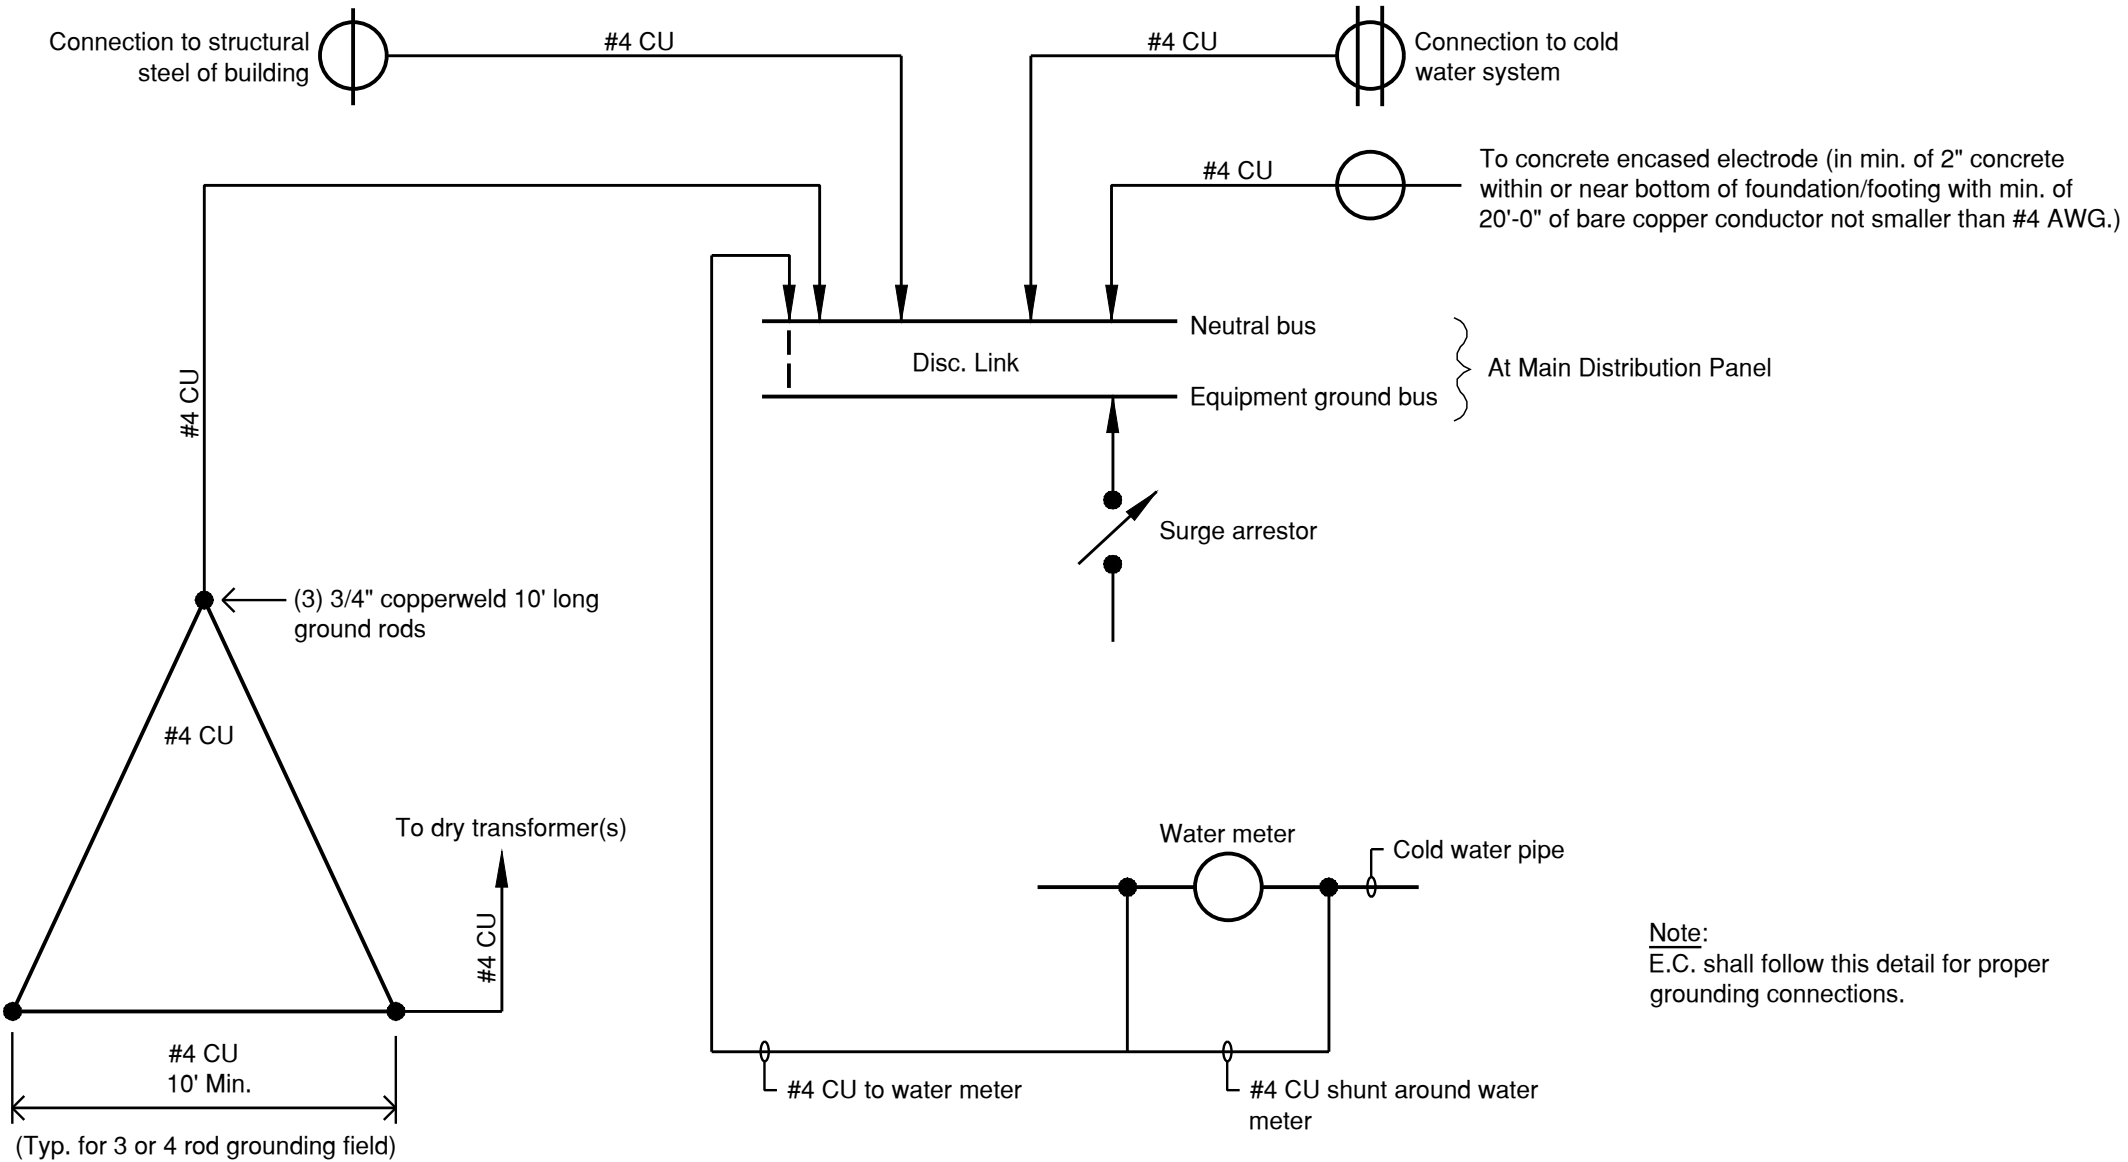 Connection to structural
steel of building
#4 CU
#4 CU
Connection to cold
water system
#4 CU
To concrete encased electrode (in min. of 2" concrete
within or near bottom of foundation/footing with min. of
20'-0" of bare copper conductor not smaller than #4 AWG.)
Neutral bus
Disc. Link
At Main Distribution Panel
Equipment ground bus
#4 CU
Surge arrestor
(3) 3/4" copperweld 10' long
ground rods
#4 CU
To dry transformer(s)
#4 CU
Water meter
Cold water pipe
Note:
E.C. shall follow this detail for proper
grounding connections.
#4 CU
10' Min.
#4 CU to water meter
#4 CU shunt around water
meter
(Typ. for 3 or 4 rod grounding field)